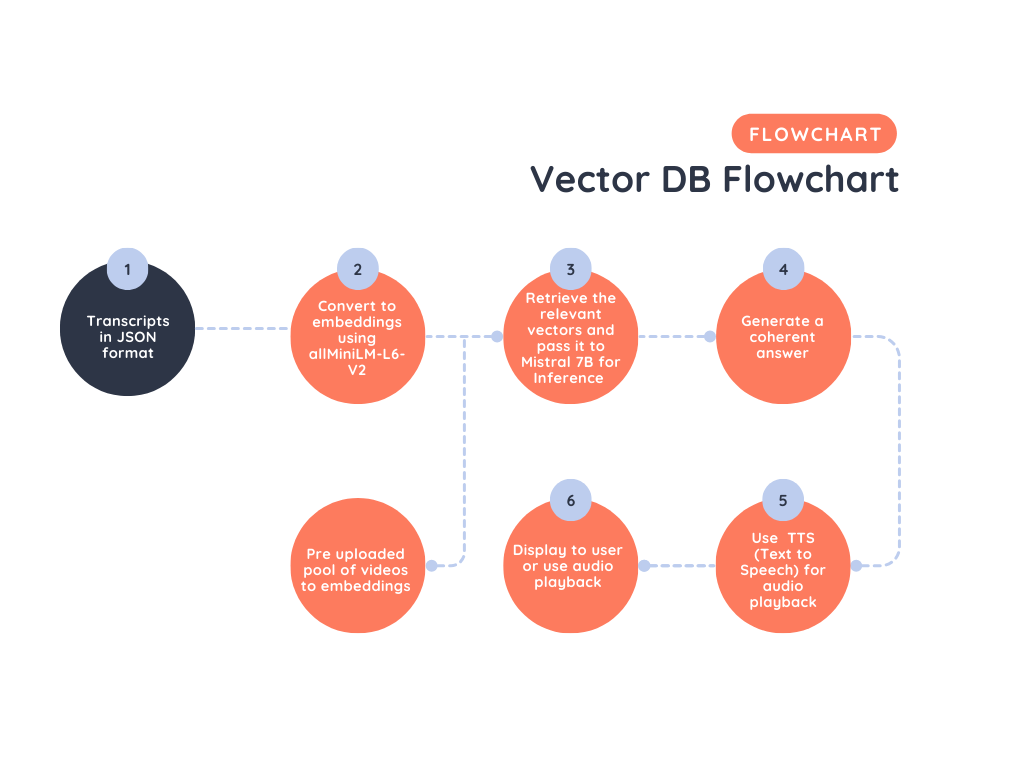 FLOWCHART
Vector DB Flowchart
1
Transcripts
in JSON
format
2
Convert to
embeddings
using
allMiniLM-L6-
V2
3
Retrieve the
relevant
vectors and
pass it to
Mistral 7B for
Inference
4
Generate a
coherent
answer
Pre uploaded
pool of videos
to embeddings
6
Display to user
or use audio
playback
5
Use TTS
(Text to
Speech) for
audio
playback